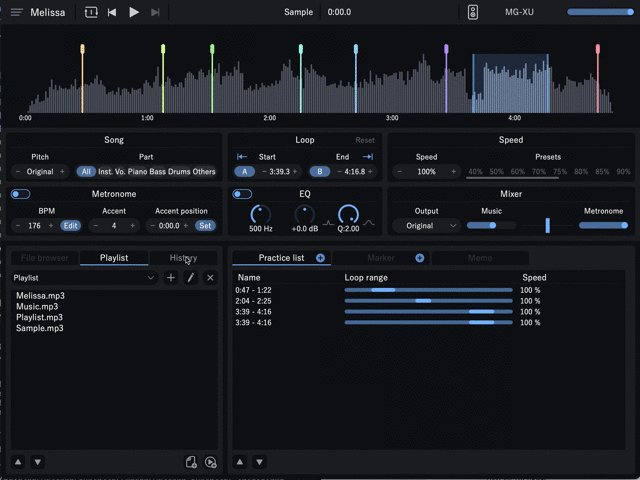 Melissa Sample 0:00.0 MG-XU
0:00 1:00 2:00 3:00 4:00
Song Loop Reset Speed
Pitch Part Start End Speed Presets
− Original + All Inst. Vo. Piano Bass Drums Others A − 3:39.3 + B − 4:16.8 + − 100% + 40% 50% 60% 70% 75% 80% 85% 90%
Metronome EQ Mixer
BPM Accent Accent position Output Music Metronome
− 176 + Edit − 4 + − 0:00.0 + Set 500 Hz +0.0 dB Q:2.00 Original
File browser Playlist History Practice list Marker Memo
Playlist Name Loop range Speed
Melissa.mp3
Music.mp3
Playlist.mp3
Sample.mp3
0:47 - 1:22 100 %
2:04 - 2:25 100 %
3:39 - 4:16 100 %
3:39 - 4:16 100 %